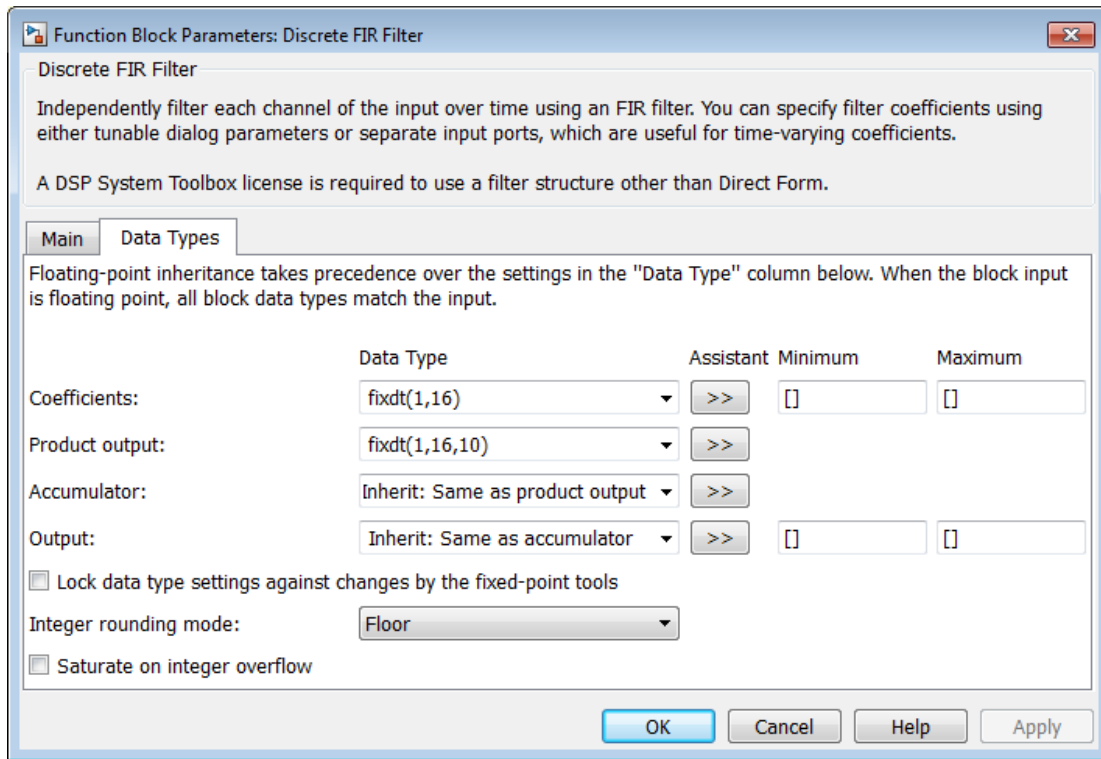 Function Block Parameters: Discrete FIR Filter
Discrete FIR Filter
Independently filter each channel of the input over time using an FIR filter. You can specify filter coefficients using
either tunable dialog parameters or separate input ports, which are useful for time-varying coefficients.
A DSP System Toolbox license is required to use a filter structure other than Direct Form.
Main Data Types
Floating-point inheritance takes precedence over the settings in the "Data Type" column below. When the block input
is floating point, all block data types match the input.
Data Type Assistant Minimum Maximum
Coefficients: fixdt(1,16) >> [] []
Product output: fixdt(1,16,10) >>
Accumulator: Inherit: Same as product output >>
Output: Inherit: Same as accumulator >> [] []
Lock data type settings against changes by the fixed-point tools
Integer rounding mode: Floor
Saturate on integer overflow
OK Cancel Help Apply